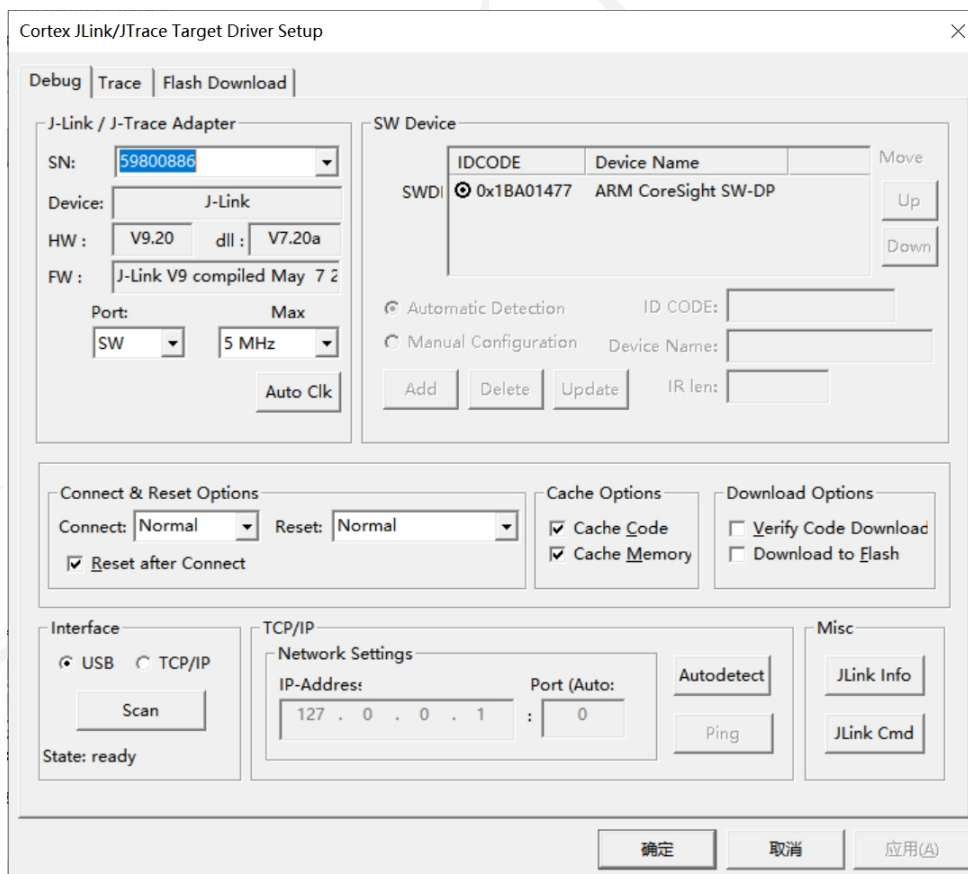 Cortex JLink/JTrace Target Driver Setup
Debug Trace Flash Download
J-Link / J-Trace Adapter
SN: 59800886
Device: J-Link
HW : V9.20 dll : V7.20a
FW : J-Link V9 compiled May 7 2
Port: Max
SW 5 MHz
Auto Clk
SW Device
IDCODE Device Name
SWDI 0x1BA01477 ARM CoreSight SW-DP
Move
Up
Down
Automatic Detection ID CODE:
Manual Configuration Device Name:
Add Delete Update IR len:
Connect & Reset Options
Connect: Normal Reset: Normal
Reset after Connect
Cache Options
Cache Code
Cache Memory
Download Options
Verify Code Download
Download to Flash
Interface
USB TCP/IP
Scan
State: ready
TCP/IP
Network Settings
IP-Address Port (Auto:
127 . 0 . 0 . 1 : 0
Autodetect
Ping
Misc
JLink Info
JLink Cmd
确定 取消 应用(A)